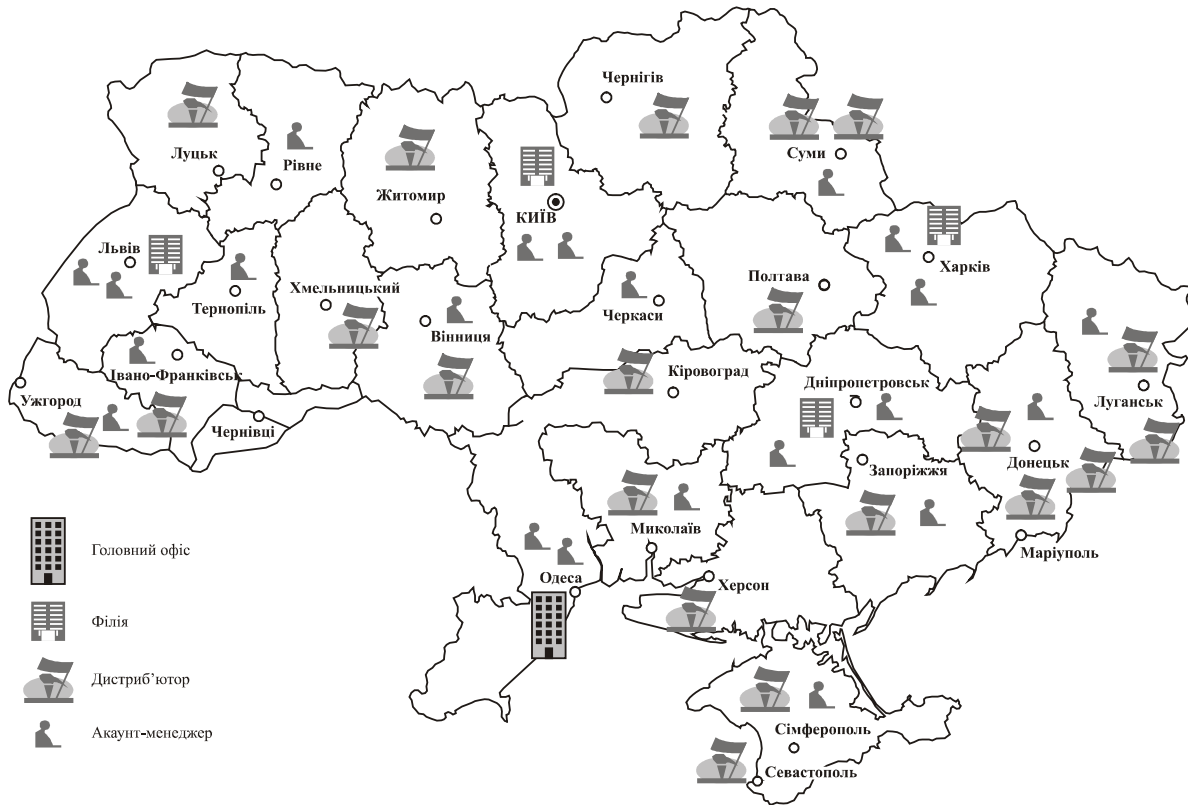 Чернігів
Суми
Луцьк
Рівне
Житомир
КИЇВ
Львів
Харків
Тернопіль
Хмельницький
Полтава
Черкаси
Вінниця
Івано-Франківськ
Кіровоград
Дніпропетровськ
Луганськ
Ужгород
Чернівці
Запоріжжя
Донецьк
Миколаїв
Маріуполь
Одеса
Херсон
Сімферополь
Севастополь
Головний офіс
Філія
Дистриб’ютор
Акаунт-менеджер